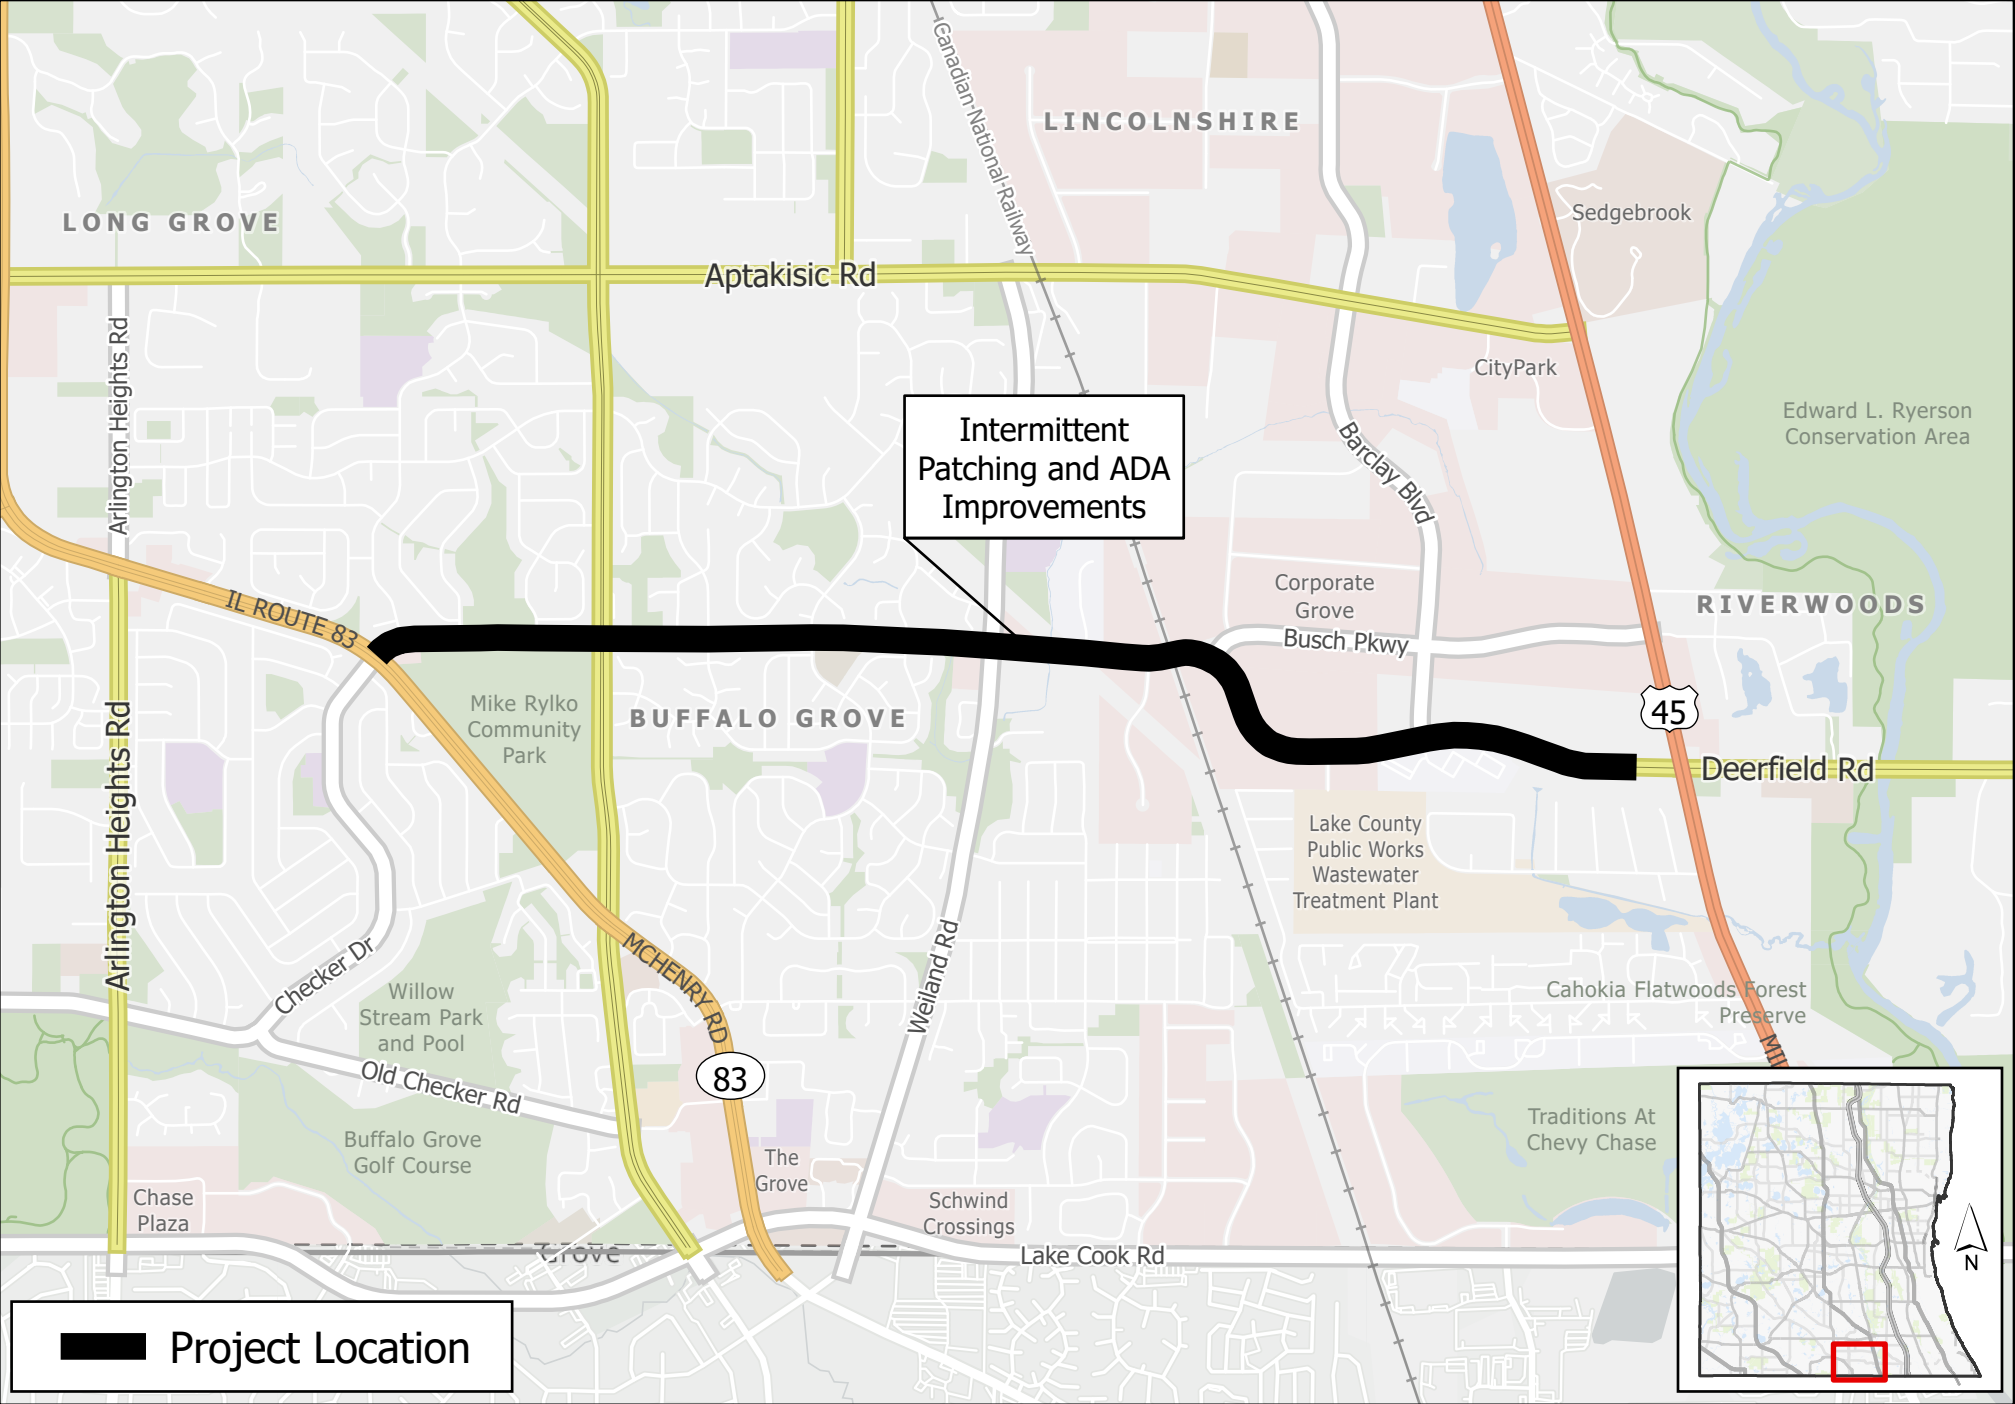 Canadian-National-Railway
LINCOLNSHIRE
LONG GROVE
Sedgebrook
Aptakisic Rd
Arlington Heights Rd
CityPark
Edward L. Ryerson
Conservation Area
Intermittent
Patching and ADA
Improvements
Barclay Blvd
Corporate
Grove
RIVERWOODS
IL ROUTE 83
Busch Pkwy
Mike Rylko
Community
Park
BUFFALO GROVE
45
Deerfield Rd
Arlington Heights Rd
Lake County
Public Works
Wastewater
Treatment Plant
Checker Dr
MCHENRY RD
Weiland Rd
Willow
Stream Park
and Pool
Cahokia Flatwoods Forest
Preserve
Old Checker Rd
83
Buffalo Grove
Golf Course
Traditions At
Chevy Chase
The
Grove
Chase
Plaza
Schwind
Crossings
Grove
Lake Cook Rd
N
Project Location